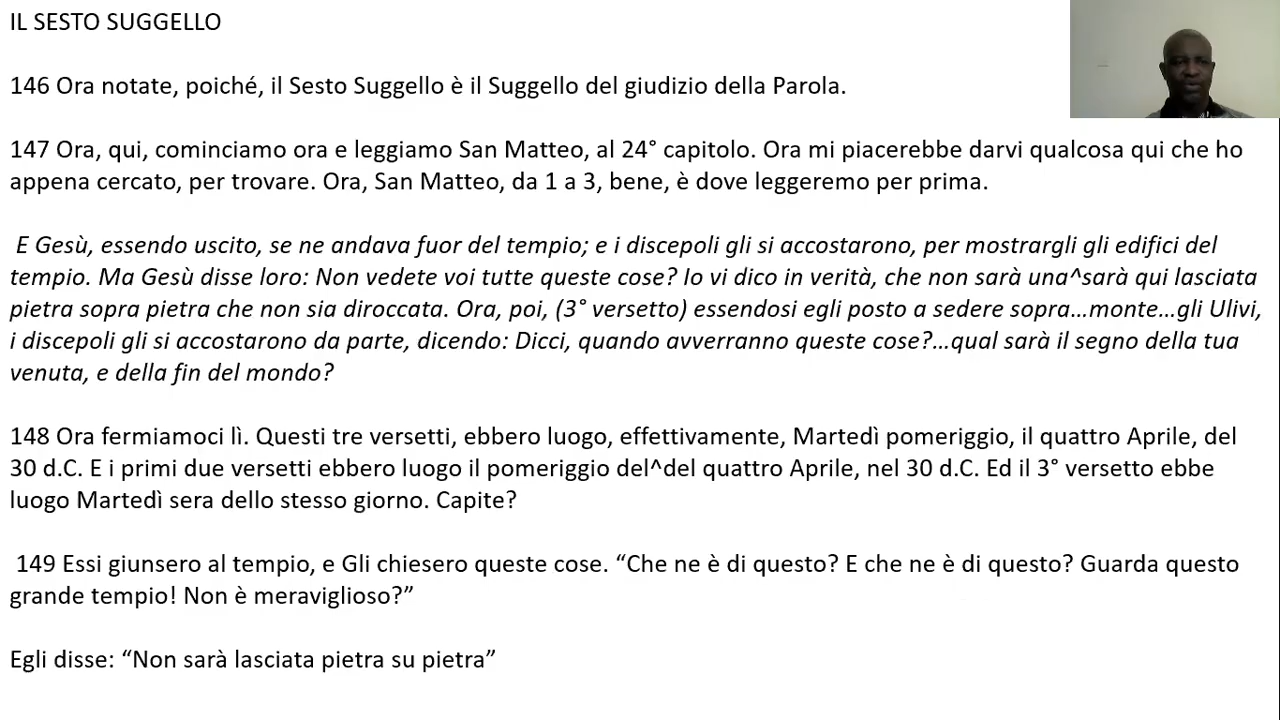 IL SESTO SUGGELLO
146 Ora notate, poiché, il Sesto Suggello è il Suggello del giudizio della Parola.
147 Ora, qui, cominciamo ora e leggiamo San Matteo, al 24° capitolo. Ora mi piacerebbe darvi qualcosa qui che ho
appena cercato, per trovare. Ora, San Matteo, da 1 a 3, bene, è dove leggeremo per prima.
E Gesù, essendo uscito, se ne andava fuor del tempio; e i discepoli gli si accostarono, per mostrargli gli edifici del
tempio. Ma Gesù disse loro: Non vedete voi tutte queste cose? Io vi dico in verità, che non sarà una^sarà qui lasciata
pietra sopra pietra che non sia diroccata. Ora, poi, (3° versetto) essendosi egli posto a sedere sopra…monte…gli Ulivi,
i discepoli gli si accostarono da parte, dicendo: Dicci, quando avverranno queste cose?…qual sarà il segno della tua
venuta, e della fin del mondo?
148 Ora fermiamoci lì. Questi tre versetti, ebbero luogo, effettivamente, Martedì pomeriggio, il quattro Aprile, del
30 d.C. E i primi due versetti ebbero luogo il pomeriggio del^del quattro Aprile, nel 30 d.C. Ed il 3° versetto ebbe
luogo Martedì sera dello stesso giorno. Capite?
149 Essi giunsero al tempio, e Gli chiesero queste cose. “Che ne è di questo? E che ne è di questo? Guarda questo
grande tempio! Non è meraviglioso?”
Egli disse: “Non sarà lasciata pietra su pietra”